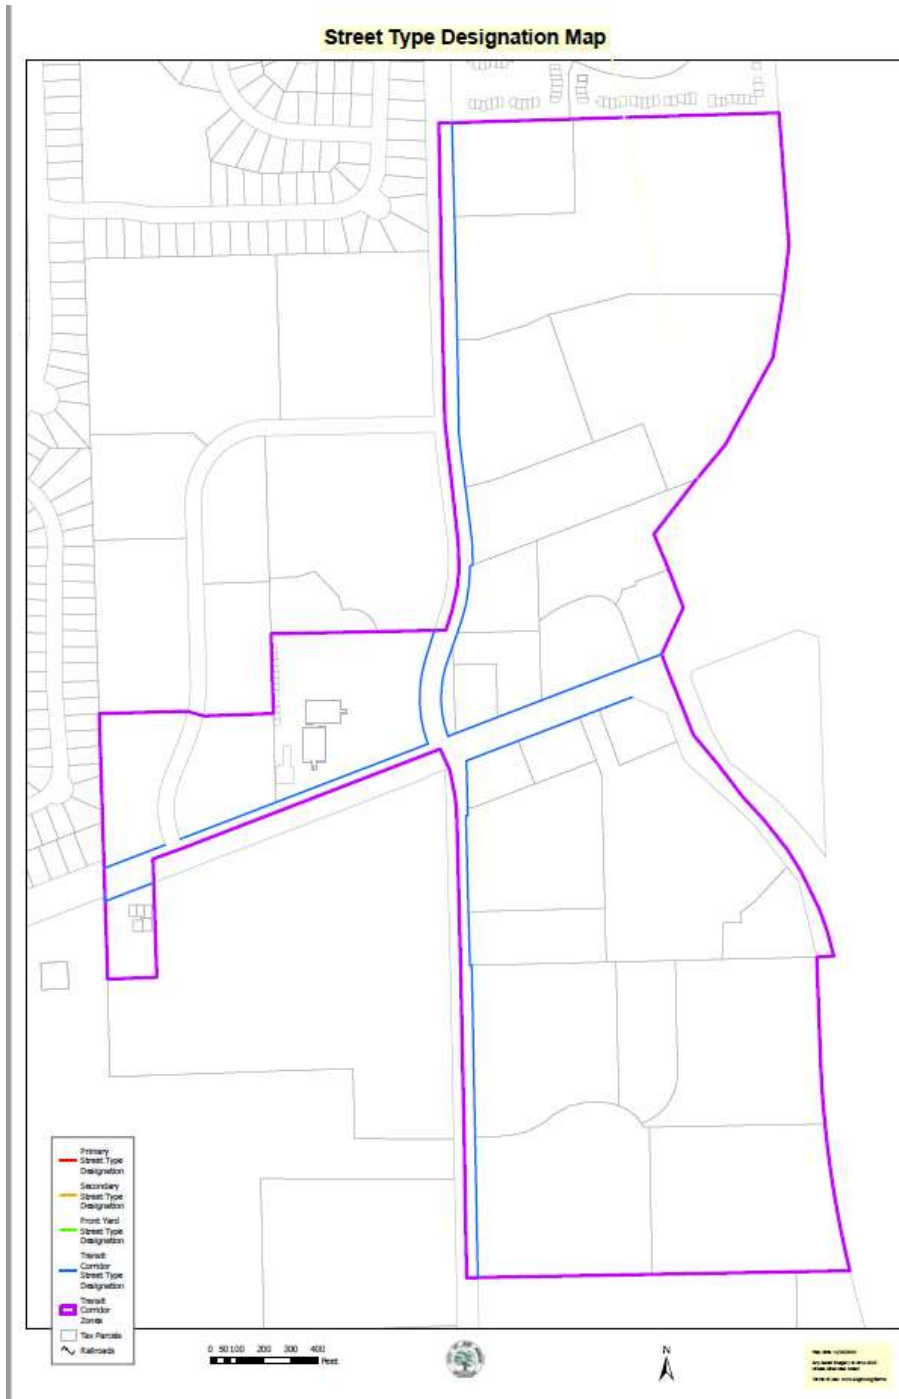 Street Type Designation Map
Primary
Street Type
Designation
Secondary
Street Type
Designation
Front Yard
Street Type
Designation
Transit
Corridor
Street Type
Designation
Transit
Corridor
Zones
Tax Parcels
Railroads
0 50100 200 300 400
Feet
N